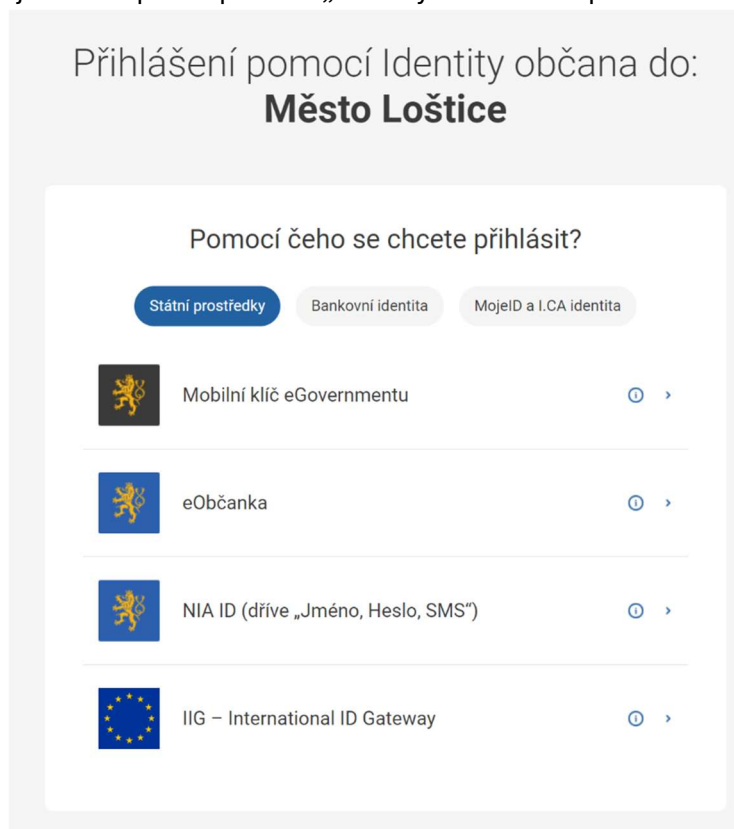 Přihlášení pomocí Identity občana do:
Město Loštice
Pomocí čeho se chcete přihlásit?
Státní prostředky
Bankovní identita
MojeID a I.CA identita
Mobilní klíč eGovernmentu
eObčanka
NIA ID (dříve „Jméno, Heslo, SMS“)
IIG – International ID Gateway